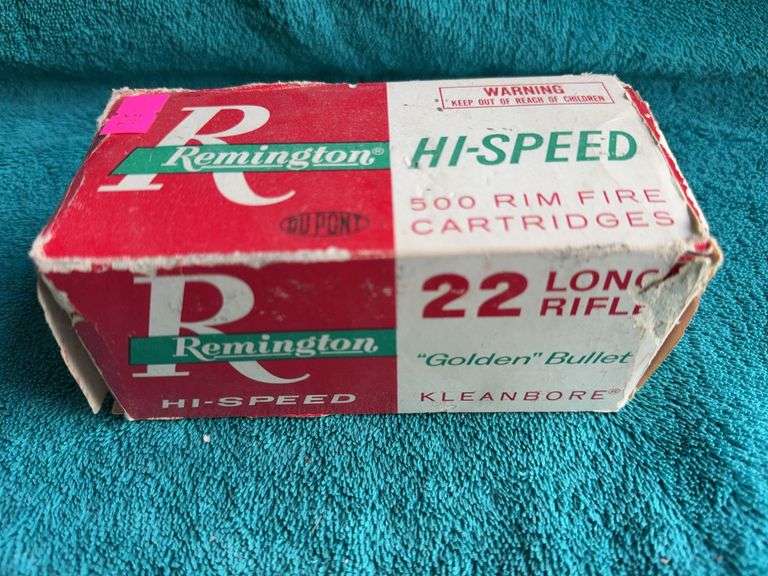 WARNING
KEEP OUT OF REACH OF CHILDREN
R
Remington®
HI-SPEED
500 RIM FIRE
CARTRIDGES
DU PONT
R
Remington
HI-SPEED
22 LONG
RIFLE
"Golden" Bullet
KLEANBORE®